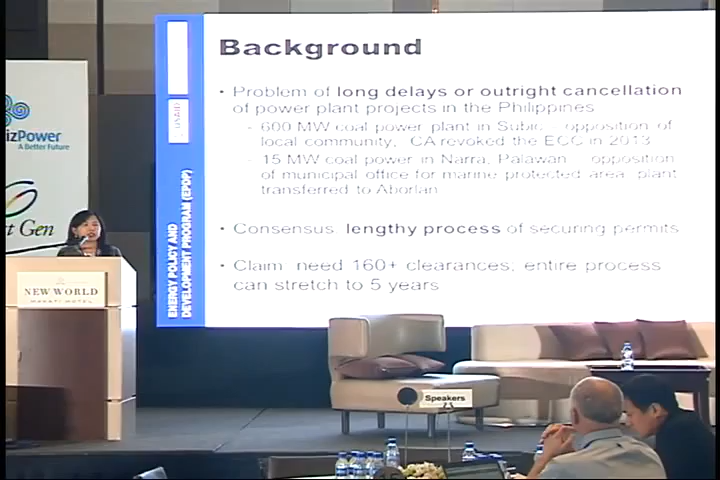 Background
• Problem of long delays or outright cancellation
of power plant projects in the Philippines
- 600 MW coal power plant in Subic opposition of
local community, CA revoked the ECC in 2013
- 15 MW coal power in Narra, Palawan opposition
of municipal office for marine protected area, plant
transferred to Aborlan
• Consensus: lengthy process of securing permits
• Claim need 160+ clearances; entire process
can stretch to 5 years
USAID
ENERGY POLICY AND
DEVELOPMENT PROGRAM (EPDP)
izPower
A Better Future
t Gen
NEW WORLD
MAKATI HOTEL
Speakers